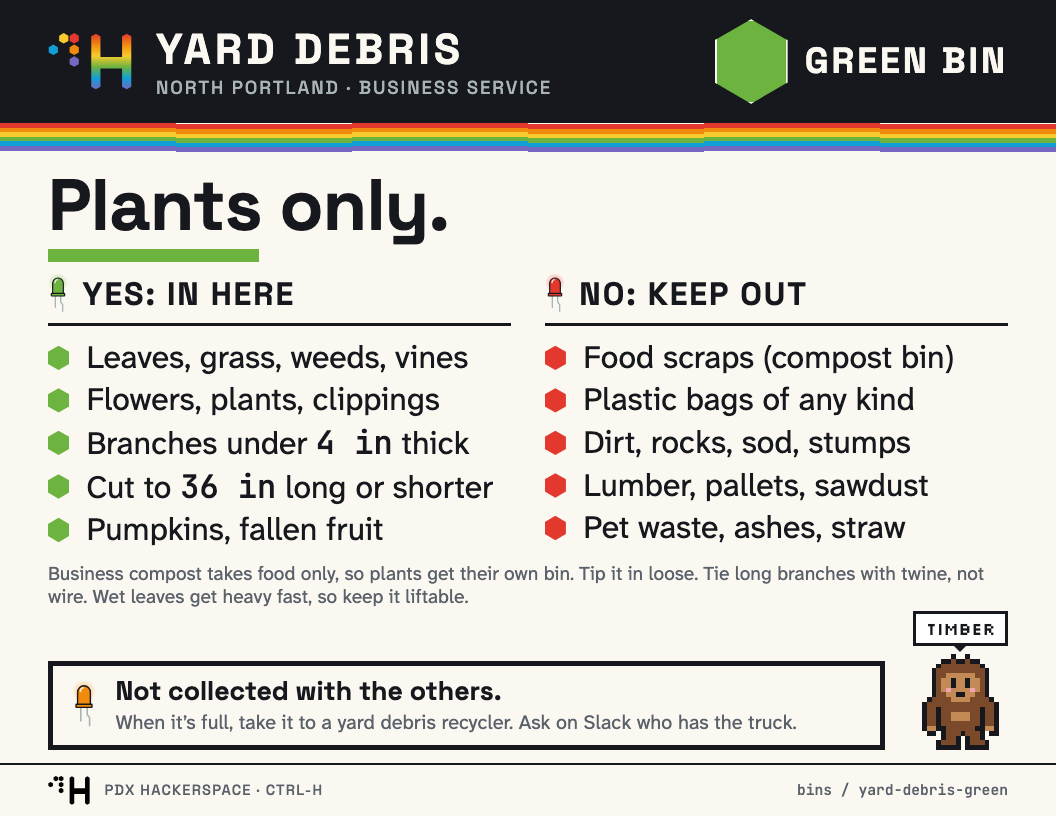 YARD DEBRIS
NORTH PORTLAND · BUSINESS SERVICE
GREEN BIN
Plants only.
YES: IN HERE
Leaves, grass, weeds, vines
Flowers, plants, clippings
Branches under 4 in thick
Cut to 36 in long or shorter
Pumpkins, fallen fruit
NO: KEEP OUT
Food scraps (compost bin)
Plastic bags of any kind
Dirt, rocks, sod, stumps
Lumber, pallets, sawdust
Pet waste, ashes, straw
Business compost takes food only, so plants get their own bin. Tip it in loose. Tie long branches with twine, not
wire. Wet leaves get heavy fast, so keep it liftable.
TIMBER
Not collected with the others.
When it’s full, take it to a yard debris recycler. Ask on Slack who has the truck.
PDX HACKERSPACE · CTRL-H
bins / yard-debris-green